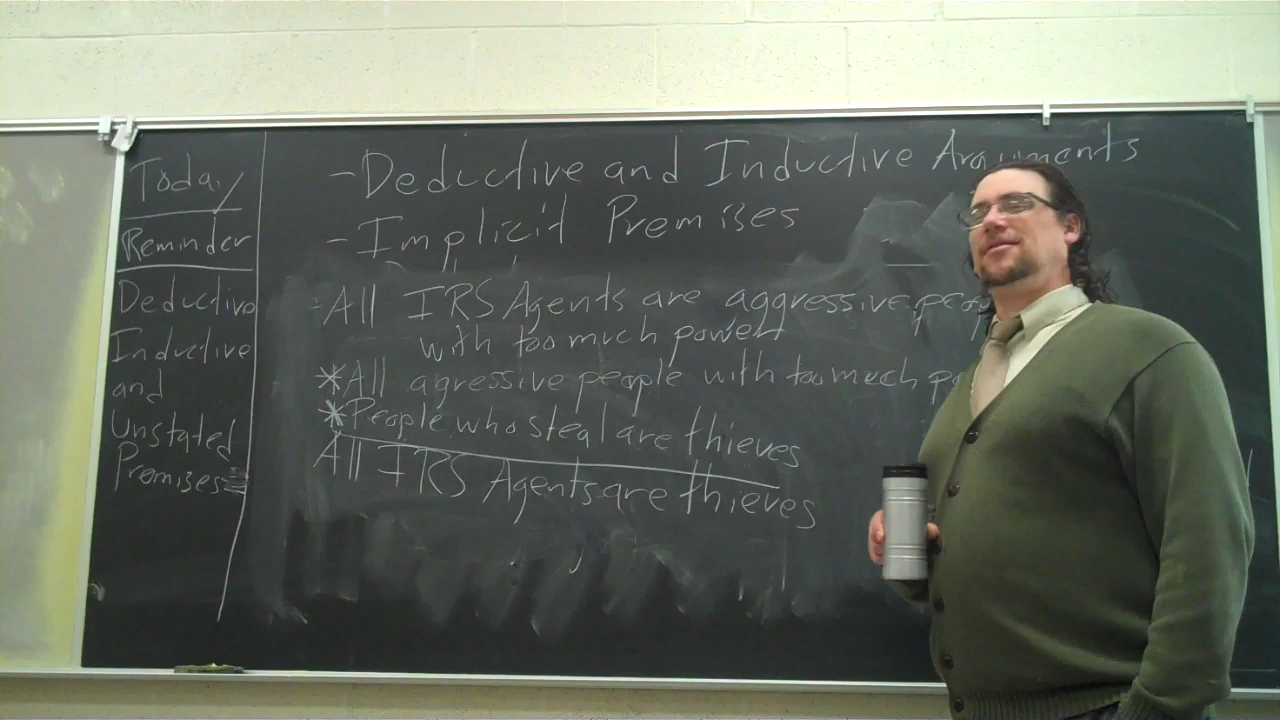 Today
Reminder
Deductive
Inductive
and
Unstated
Premises
- Deductive and Inductive Arguments
- Implicit Premises
- All IRS Agents are aggressive
with too much power
*All agressive people with too much
*People who steal are thieves
All IRS Agents are thieves